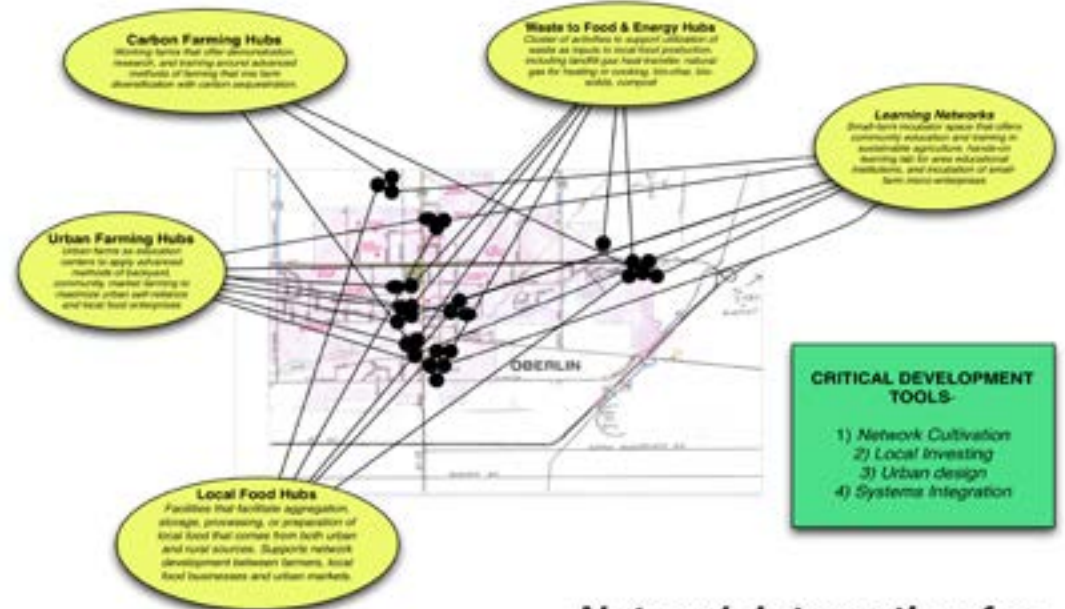 Carbon Farming Hubs
Working farms that offer demonstration,
research, and training around advanced
methods of farming that mix farm
diversification with carbon sequestration.
Waste to Food & Energy Hubs
Cluster of activities to support utilization of
waste as inputs to local food production,
including landfill gas heat transfer, natural
gas for heating or cooking, bio-char, bio-
solids, compost
Learning Networks
Small-farm incubator space that offers
community education and training in
sustainable agriculture, hands-on
learning lab for area educational
institutions, and incubation of small-
farm micro-enterprises
Urban Farming Hubs
Urban farms as education
centers to apply advanced
methods of backyard,
community, market farming to
maximize urban self-reliance
and local food enterprises
OBERLIN
CRITICAL DEVELOPMENT
TOOLS-
1) Network Cultivation
2) Local Investing
3) Urban design
4) Systems Integration
Local Food Hubs
Facilities that facilitate aggregation,
storage, processing, or preparation of
local food that comes from both urban
and rural sources. Supports network
development between farmers, local
food businesses and urban markets.